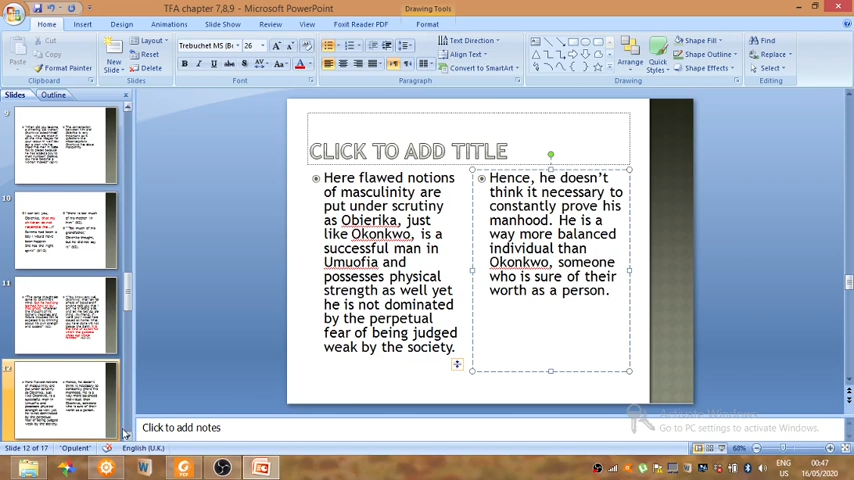 TFA chapter 7,8,9 - Microsoft PowerPoint
Drawing Tools
Home
Insert
Design
Animations
Slide Show
Review
View
Foxit Reader PDF
Format
Cut
Copy
Format Painter
Paste
Clipboard
New
Slide
Layout
Reset
Delete
Slides
Trebuchet MS (B
26
Font
Text Direction
Align Text
Convert to SmartArt
Paragraph
Arrange
Quick
Styles
Shape Fill
Shape Outline
Shape Effects
Drawing
Find
Replace
Select
Editing
Slides
Outline
9
10
11
12
CLICK TO ADD TITLE
Here flawed notions
of masculinity are
put under scrutiny
as Obierika, just
like Okonkwo, is a
successful man in
Umuofia and
possesses physical
strength as well yet
he is not dominated
by the perpetual
fear of being judged
weak by the society.
Hence, he doesn't
think it necessary to
constantly prove his
manhood. He is a
way more balanced
individual than
Okonkwo, someone
who is sure of their
worth as a person.
Click to add notes
Activate Windows
Go to PC settings to activate Windows.
Slide 12 of 17
"Opulent"
English (U.K.)
68%
ENG
US
00:47
16/05/2020